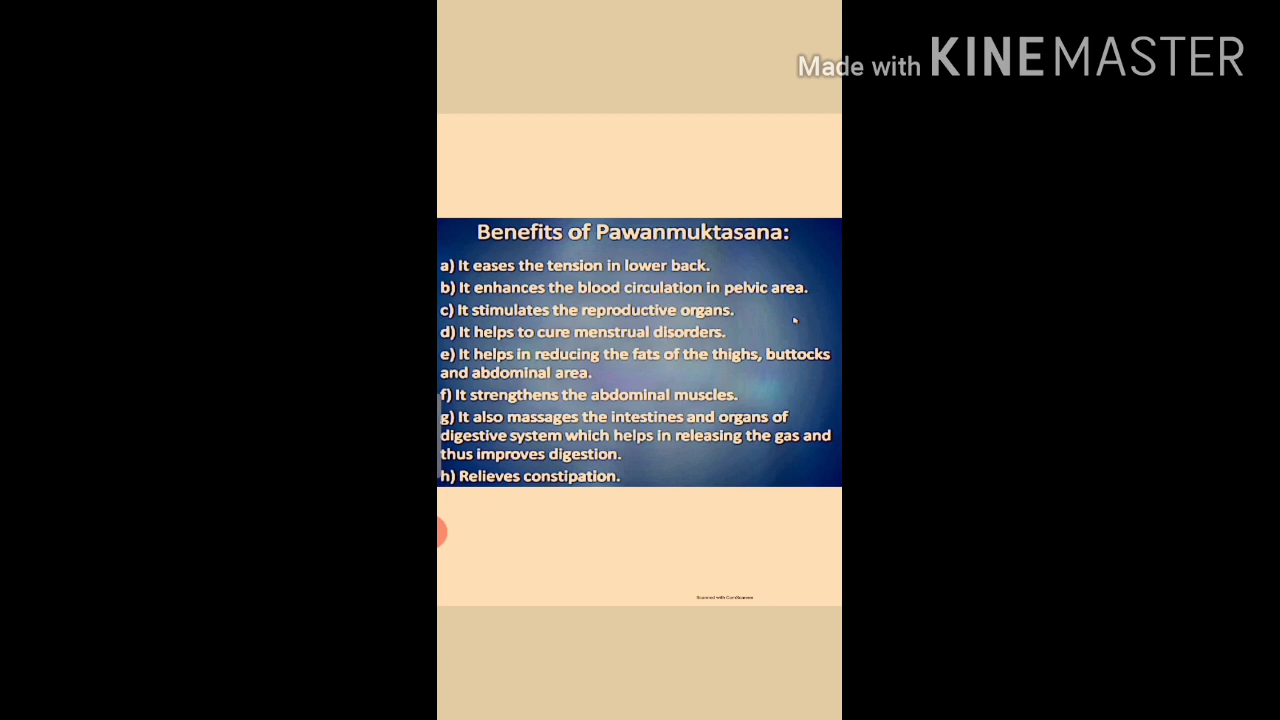 Made with KINEMASTER
Benefits of Pawanmuktasana:
a) It eases the tension in lower back.
b) It enhances the blood circulation in pelvic area.
c) It stimulates the reproductive organs.
d) It helps to cure menstrual disorders.
e) It helps in reducing the fats of the thighs, buttocks
and abdominal area.
f) It strengthens the abdominal muscles.
g) It also massages the intestines and organs of
digestive system which helps in releasing the gas and
thus improves digestion.
h) Relieves constipation.
Scanned with CamScanner